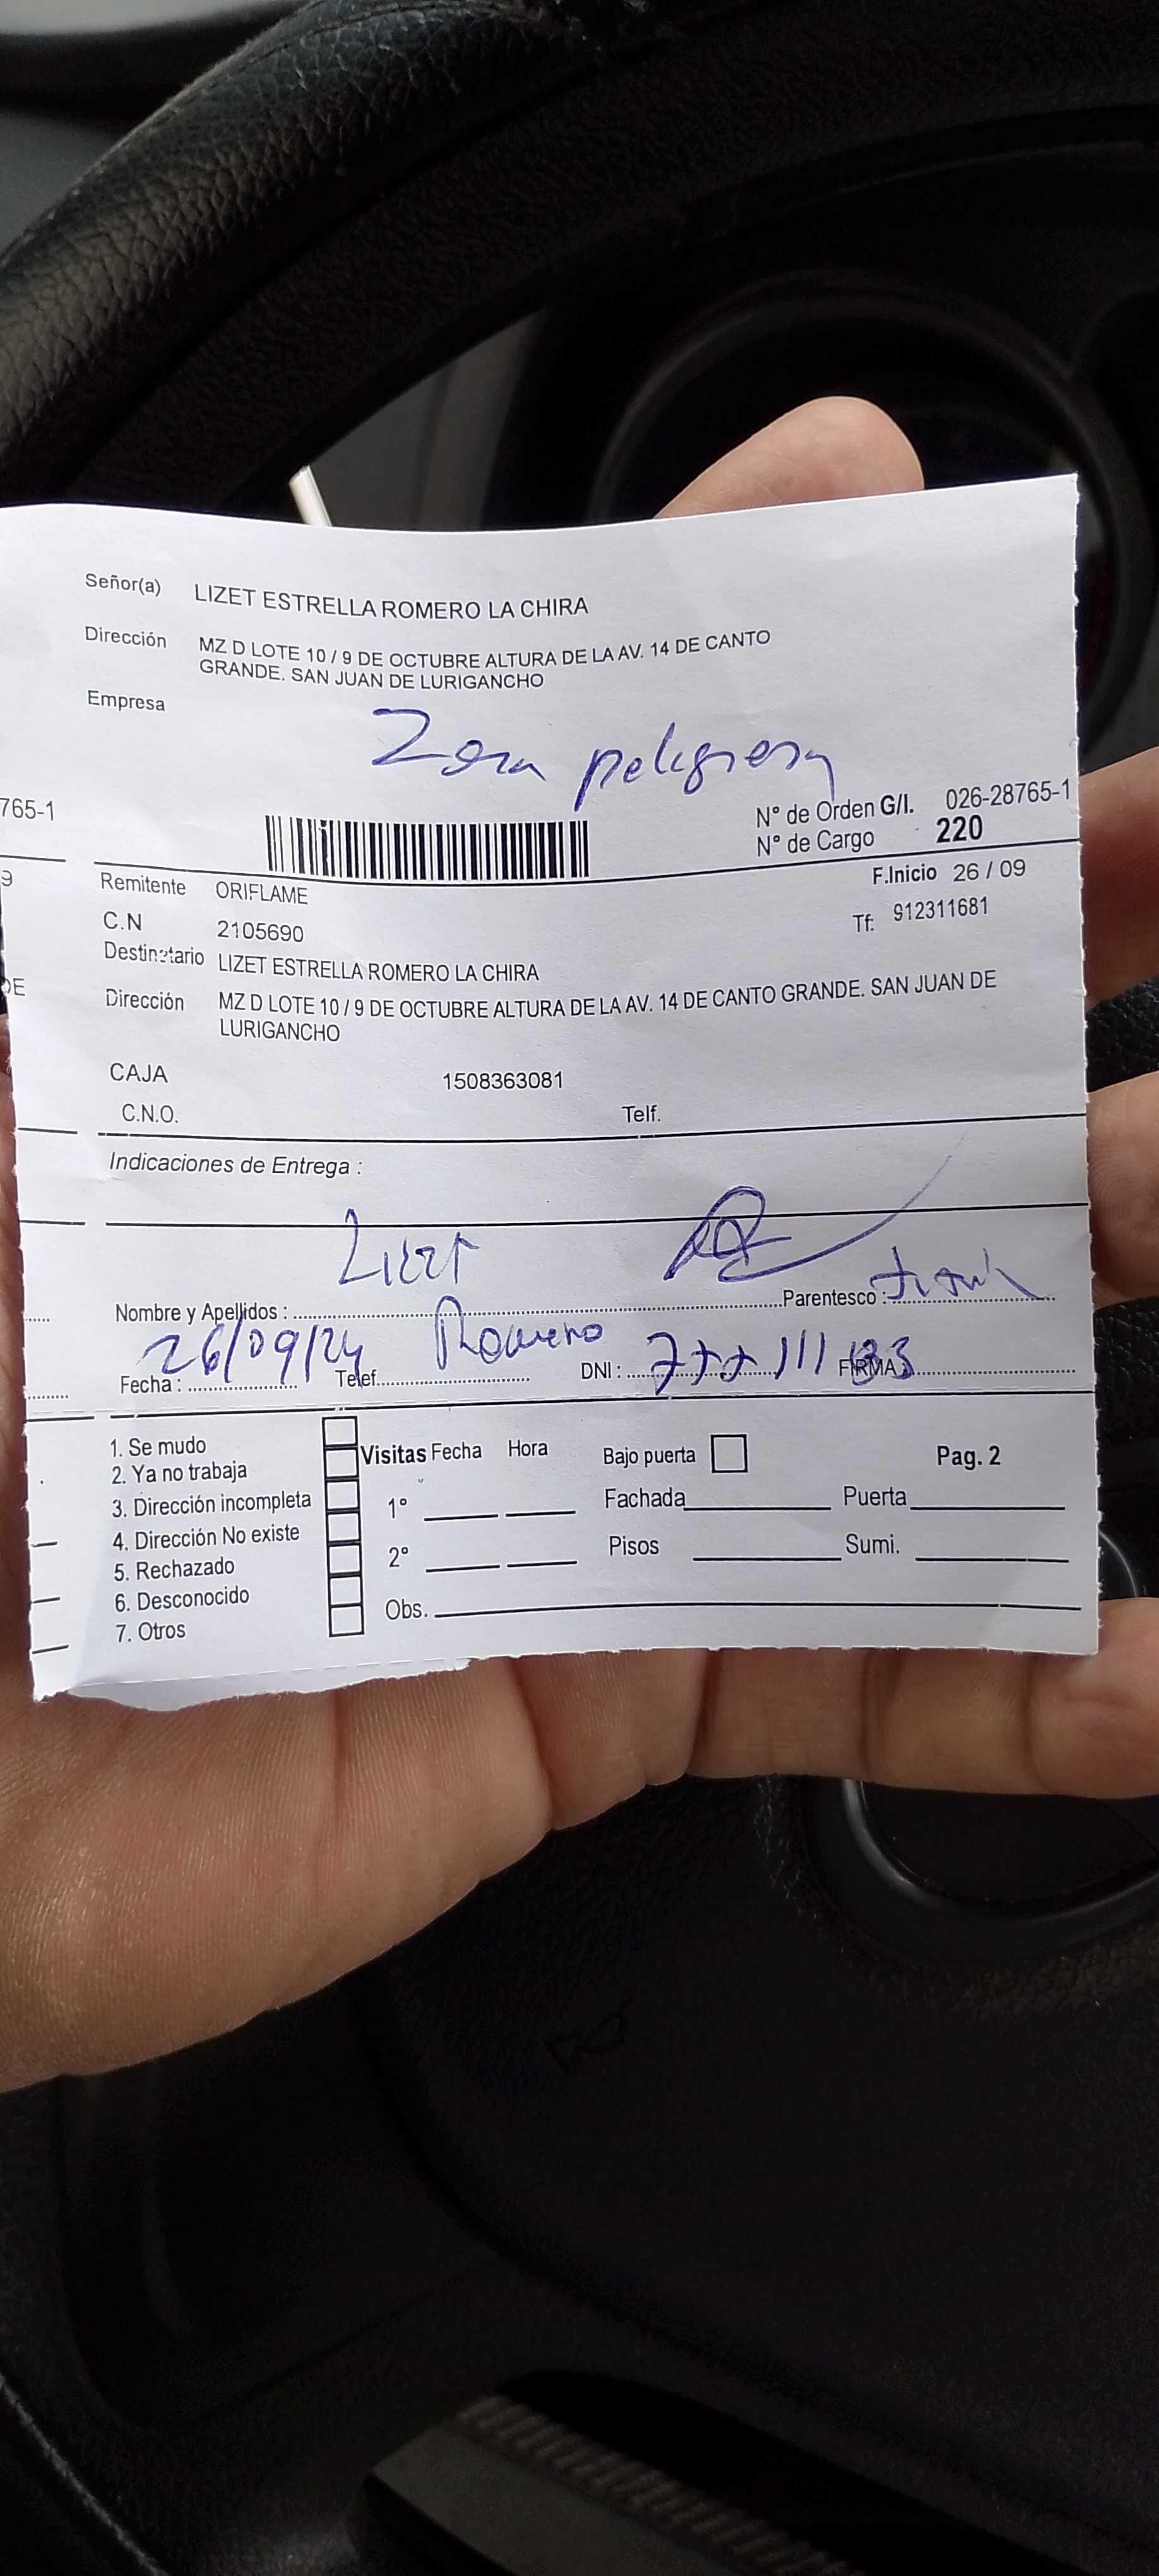 Señor(a) LIZET ESTRELLA ROMERO LA CHIRA
Dirección MZ D LOTE 10 / 9 DE OCTUBRE ALTURA DE LA AV. 14 DE CANTO
GRANDE. SAN JUAN DE LURIGANCHO
Empresa
Zona peligrosa
765-1
N° de Orden G/I. 026-28765-1
N° de Cargo 220
9
Remitente ORIFLAME F.Inicio 26 / 09
C.N 2105690 Tf: 912311681
Destinatario LIZET ESTRELLA ROMERO LA CHIRA
DE
Dirección MZ D LOTE 10 / 9 DE OCTUBRE ALTURA DE LA AV. 14 DE CANTO GRANDE. SAN JUAN DE
LURIGANCHO
CAJA 1508363081
C.N.O. Telf.
Indicaciones de Entrega :
Lizet
Nombre y Apellidos : Parentesco :
26/09/24 Romero
Fecha : Telef. DNI : FIRMA
1. Se mudo
2. Ya no trabaja
3. Dirección incompleta
4. Dirección No existe
5. Rechazado
6. Desconocido
7. Otros
Visitas Fecha Hora Bajo puerta Pag. 2
1° Fachada Puerta
2° Pisos Sumi.
Obs.